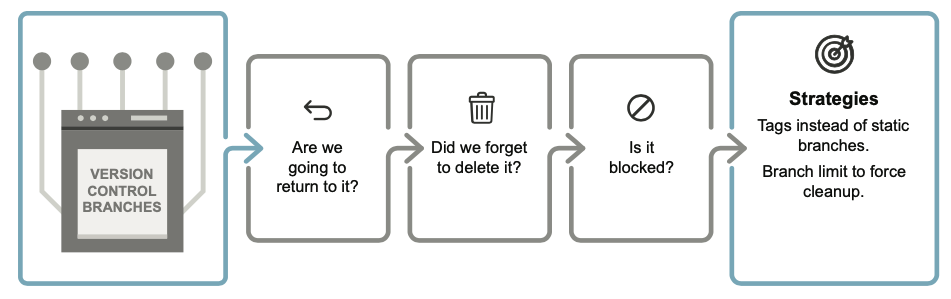 VERSION
CONTROL
BRANCHES
Are we
going to
return to it?
Did we forget
to delete it?
Is it
blocked?
Strategies
Tags instead of static
branches.
Branch limit to force
cleanup.